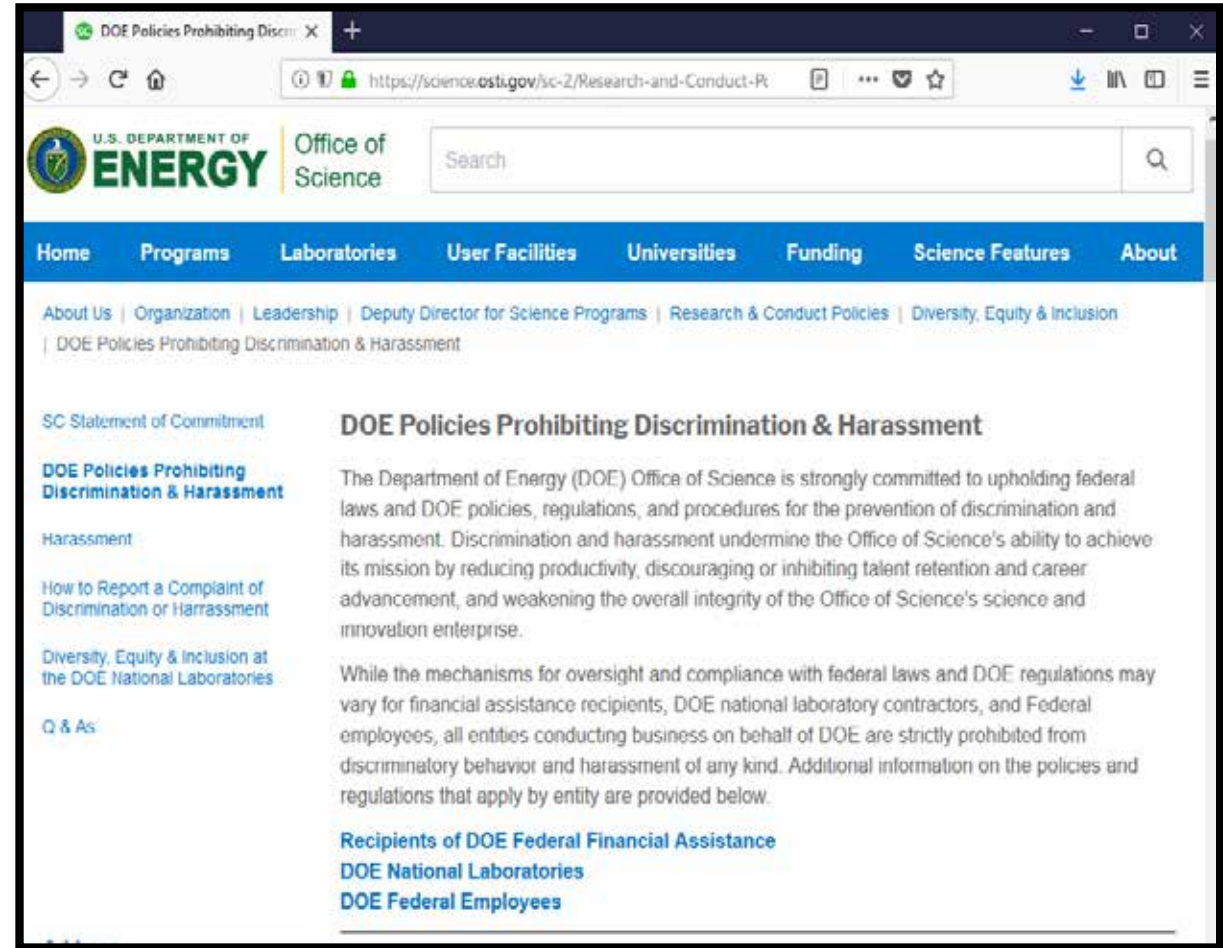 DOE Policies Prohibiting Discri
https://science.osti.gov/sc-2/Research-and-Conduct-Po
U.S. DEPARTMENT OF
ENERGY
Office of
Science
Search
Home Programs Laboratories User Facilities Universities Funding Science Features About
About Us | Organization | Leadership | Deputy Director for Science Programs | Research & Conduct Policies | Diversity, Equity & Inclusion
| DOE Policies Prohibiting Discrimination & Harassment
SC Statement of Commitment
DOE Policies Prohibiting
Discrimination & Harassment
Harassment
How to Report a Complaint of
Discrimination or Harrassment
Diversity, Equity & Inclusion at
the DOE National Laboratories
Q & As
DOE Policies Prohibiting Discrimination & Harassment
The Department of Energy (DOE) Office of Science is strongly committed to upholding federal
laws and DOE policies, regulations, and procedures for the prevention of discrimination and
harassment. Discrimination and harassment undermine the Office of Science's ability to achieve
its mission by reducing productivity, discouraging or inhibiting talent retention and career
advancement, and weakening the overall integrity of the Office of Science's science and
innovation enterprise.
While the mechanisms for oversight and compliance with federal laws and DOE regulations may
vary for financial assistance recipients, DOE national laboratory contractors, and Federal
employees, all entities conducting business on behalf of DOE are strictly prohibited from
discriminatory behavior and harassment of any kind. Additional information on the policies and
regulations that apply by entity are provided below.
Recipients of DOE Federal Financial Assistance
DOE National Laboratories
DOE Federal Employees